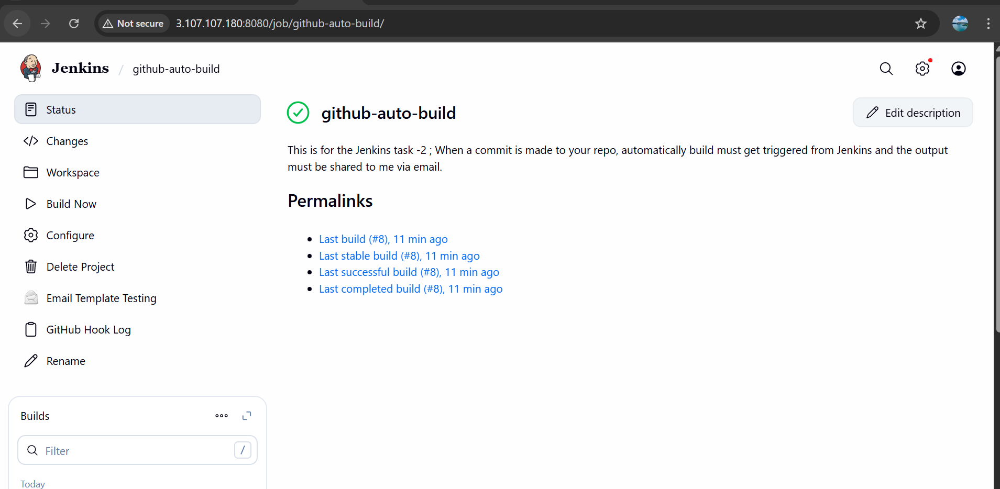 Not secure
3.107.107.180:8080/job/github-auto-build/
Jenkins / github-auto-build
Status
Changes
Workspace
Build Now
Configure
Delete Project
Email Template Testing
GitHub Hook Log
Rename
Builds
Filter
/
Today
github-auto-build
Edit description
This is for the Jenkins task -2 ; When a commit is made to your repo, automatically build must get triggered from Jenkins and the output
must be shared to me via email.
Permalinks
Last build (#8), 11 min ago
Last stable build (#8), 11 min ago
Last successful build (#8), 11 min ago
Last completed build (#8), 11 min ago